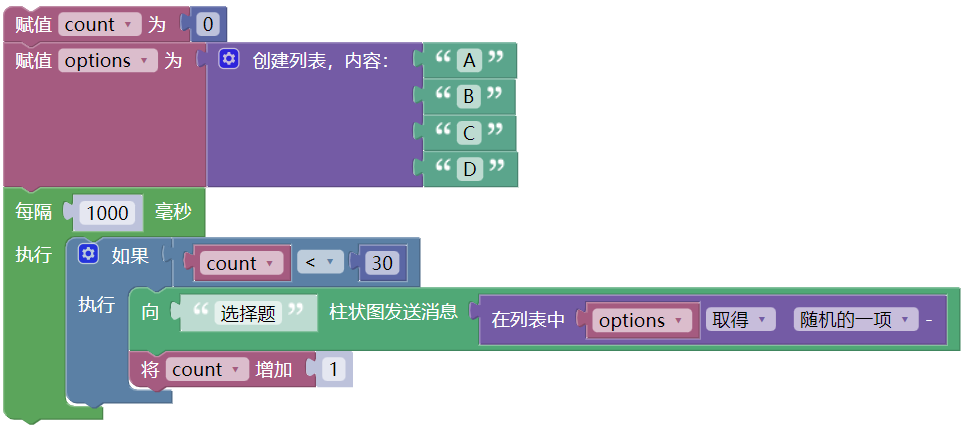 赋值 count 为 0
赋值 options 为 创建列表，内容： “ A ”
“ B ”
“ C ”
“ D ”
每隔 1000 毫秒
执行 如果 count < 30
执行 向 “ 选择题 ” 柱状图发送消息 在列表中 options 取得 随机的一项 -
将 count 增加 1